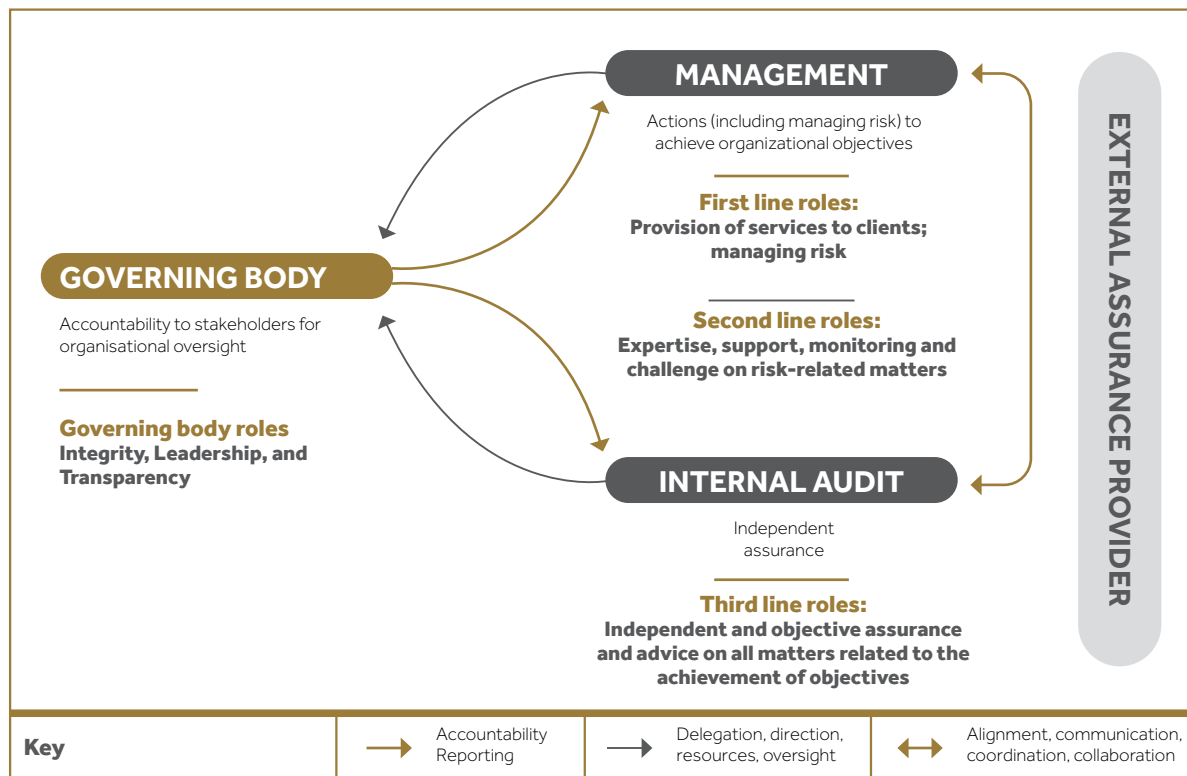 MANAGEMENT
Actions (including managing risk) to
achieve organizational objectives
First line roles:
Provision of services to clients;
managing risk
Second line roles:
Expertise, support, monitoring and
challenge on risk-related matters
GOVERNING BODY
Accountability to stakeholders for
organisational oversight
Governing body roles
Integrity, Leadership, and
Transparency
INTERNAL AUDIT
Independent
assurance
Third line roles:
Independent and objective assurance
and advice on all matters related to the
achievement of objectives
EXTERNAL ASSURANCE PROVIDER
Key
Accountability
Reporting
Delegation, direction,
resources, oversight
Alignment, communication,
coordination, collaboration